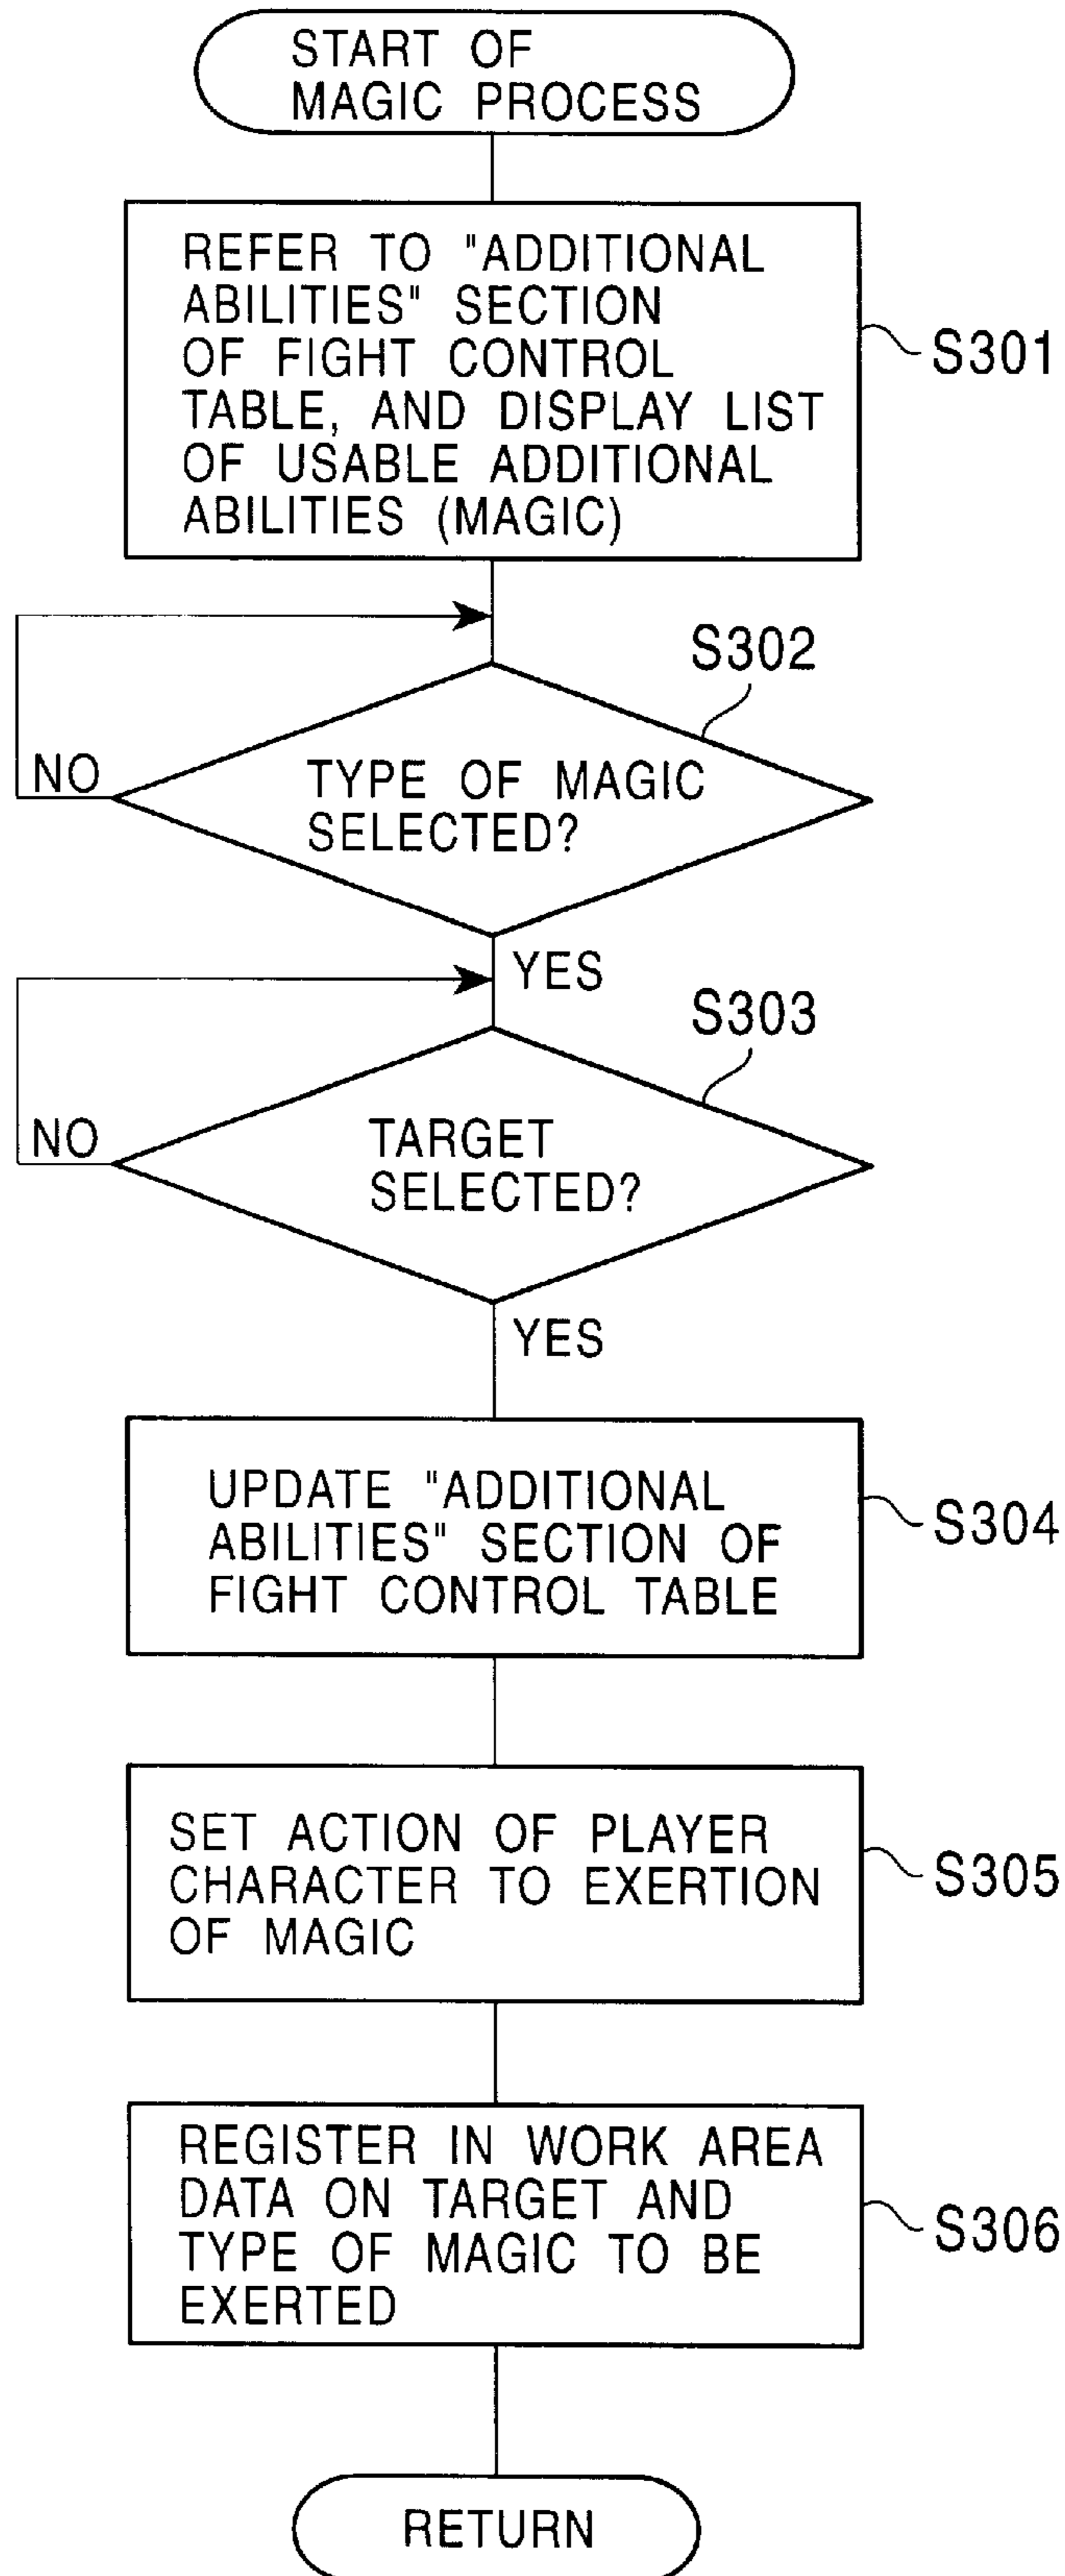 START OF
MAGIC PROCESS
REFER TO "ADDITIONAL
ABILITIES" SECTION
OF FIGHT CONTROL
TABLE, AND DISPLAY LIST
OF USABLE ADDITIONAL
ABILITIES (MAGIC)
S301
S302
NO
TYPE OF MAGIC
SELECTED?
YES
S303
NO
TARGET
SELECTED?
YES
UPDATE "ADDITIONAL
ABILITIES" SECTION OF
FIGHT CONTROL TABLE
S304
SET ACTION OF PLAYER
CHARACTER TO EXERTION
OF MAGIC
S305
REGISTER IN WORK AREA
DATA ON TARGET AND
TYPE OF MAGIC TO BE
EXERTED
S306
RETURN